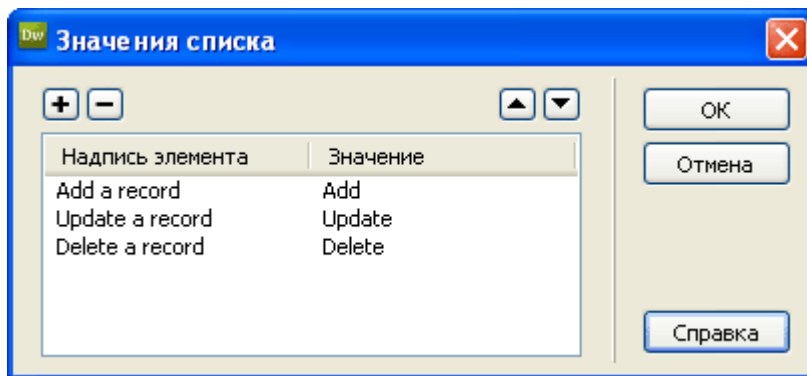 Dw Значения списка
OK
Надпись элемента Значение
Отмена
Add a record Add
Update a record Update
Delete a record Delete
Справка